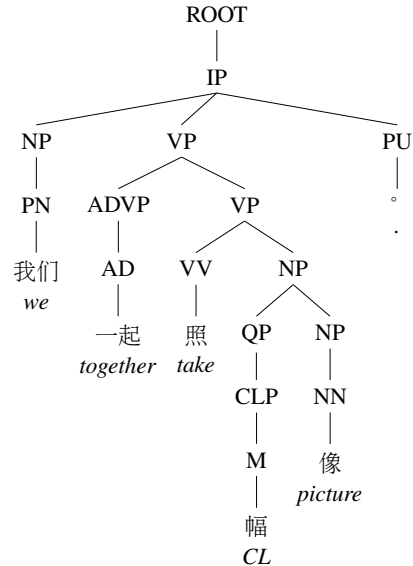 ROOT
IP
NP VP PU
PN ADVP VP 。
我们 AD VV NP .
we
一起 照 QP NP
together take
CLP NN
M 像
picture
幅
CL